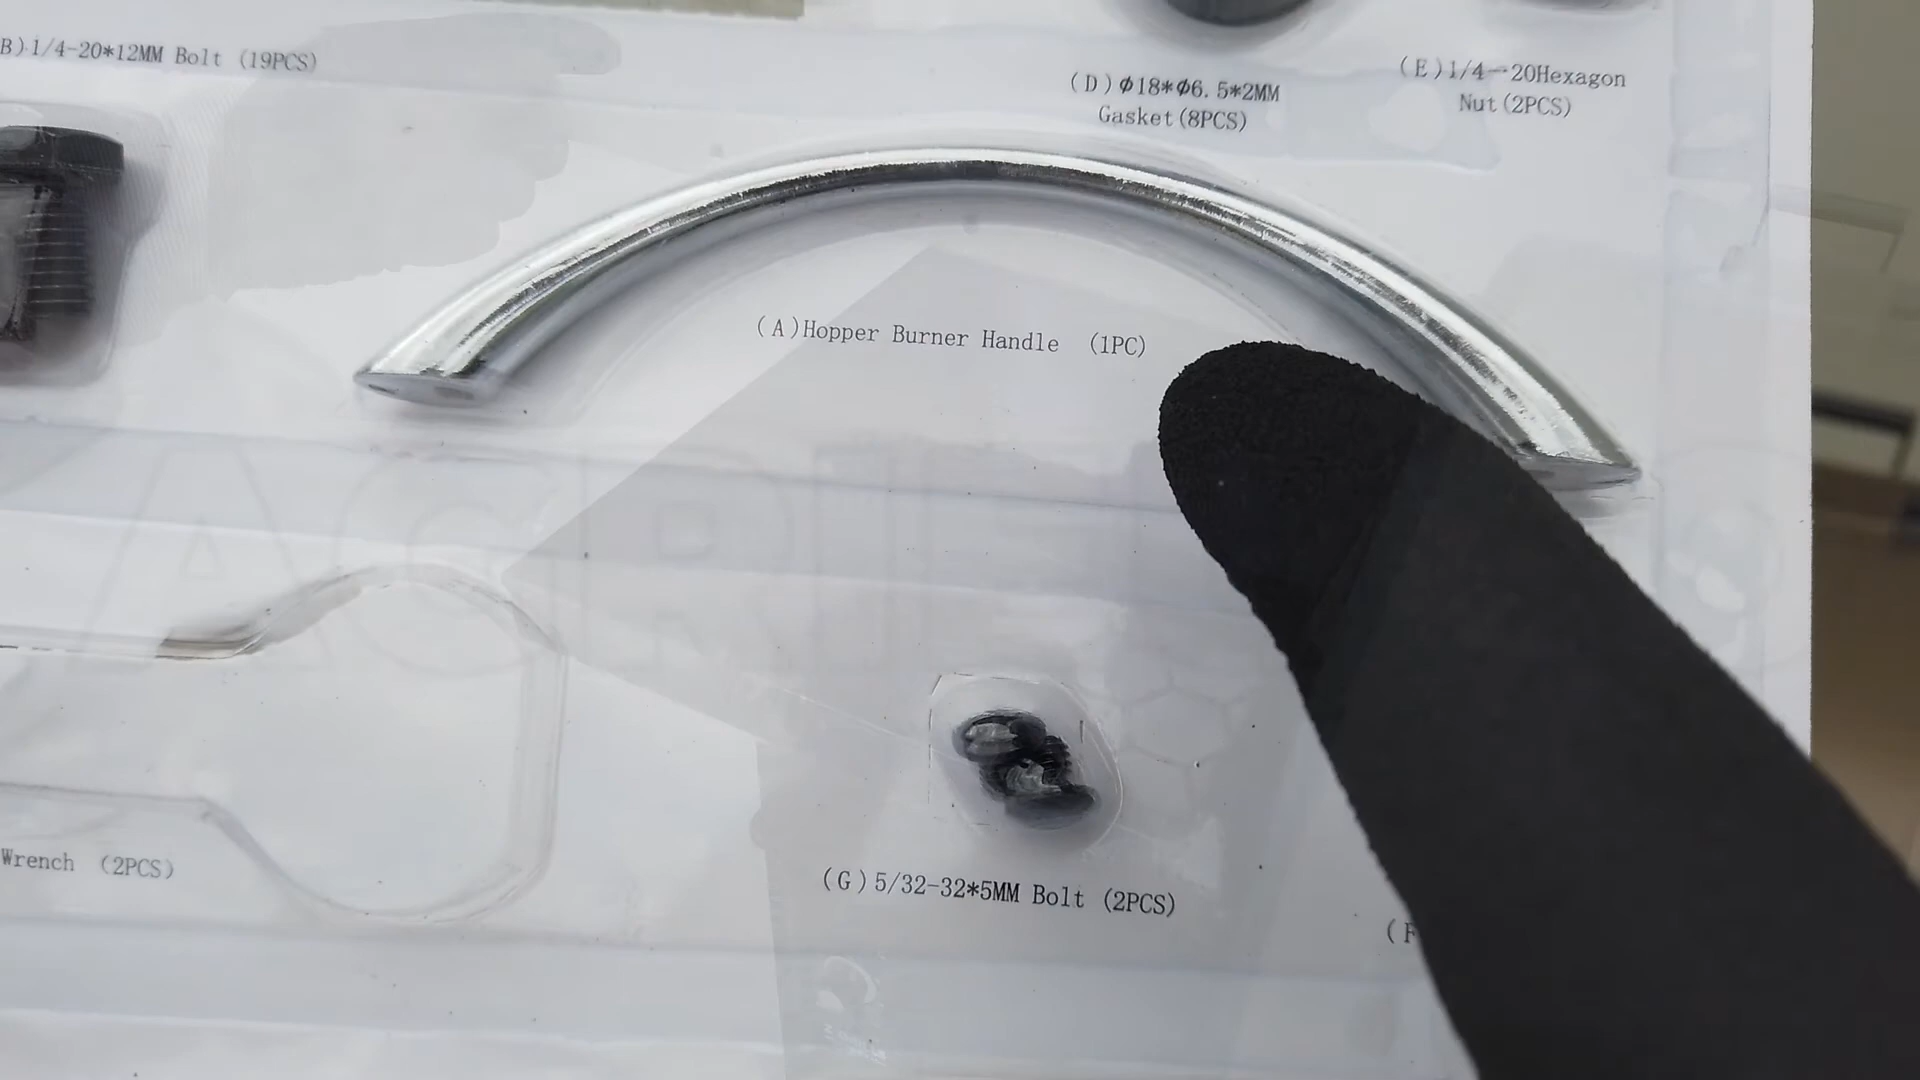 B)1/4-20*12MM Bolt (19PCS)
(D)Φ18*Φ6.5*2MM
Gasket(8PCS)
(E)1/4-20Hexagon
Nut(2PCS)
(A)Hopper Burner Handle (1PC)
Wrench (2PCS)
(G)5/32-32*5MM Bolt (2PCS)
(F